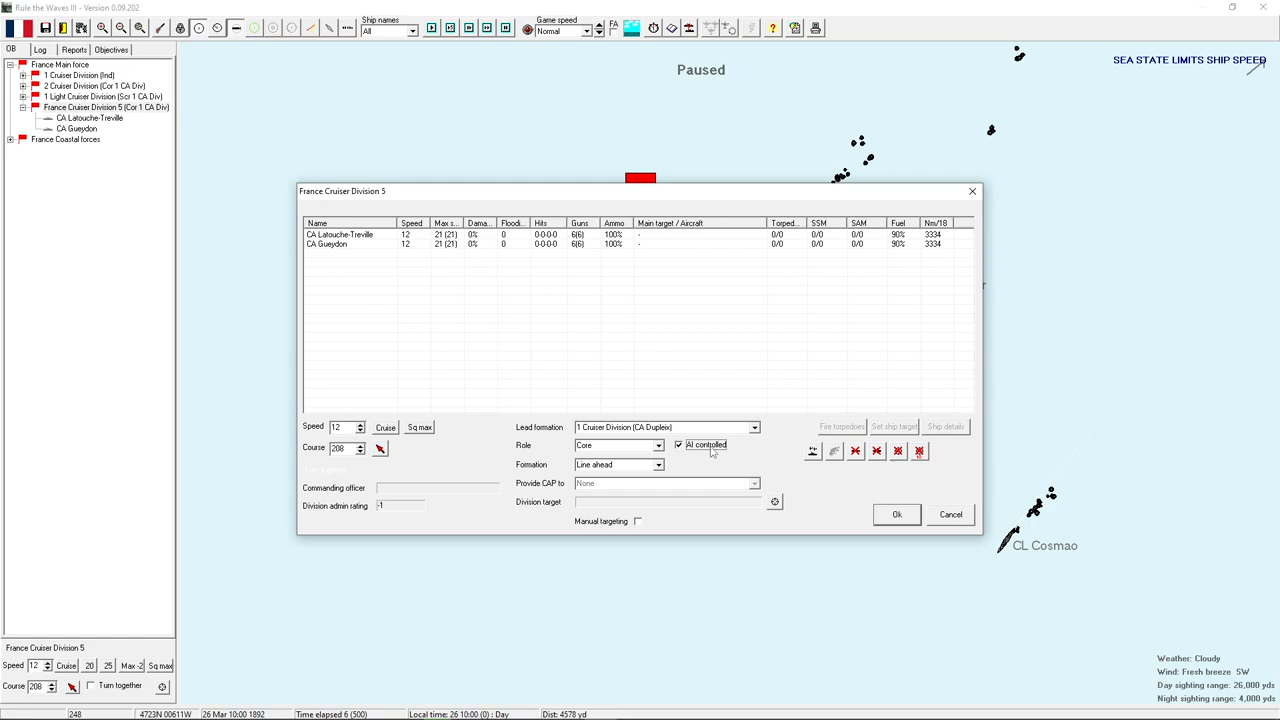 Rule the Waves III - Version 0.09.202
Ship names
All
Game speed
Normal
FA
OB
Log
Reports
Objectives
France Main force
1 Cruiser Division (Ind)
2 Cruiser Division (Cor 1 CA Div)
1 Light Cruiser Division (Scr 1 CA Div)
France Cruiser Division 5 (Cor 1 CA Div)
CA Latouche-Treville
CA Gueydon
France Coastal forces
Paused
SEA STATE LIMITS SHIP SPEED
France Cruiser Division 5
Name Speed Max s... Dama... Floodi... Hits Guns Ammo Main target / Aircraft Torped... SSM SAM Fuel Nm/18
CA Latouche-Treville 12 21 (21) 0% 0 0-0-0-0 6(6) 100% - 0/0 0/0 0/0 90% 3334
CA Gueydon 12 21 (21) 0% 0 0-0-0-0 6(6) 100% - 0/0 0/0 0/0 90% 3334
Speed 12 Cruise Sq max
Course 208
Commanding officer
Division admin rating -1
Lead formation 1 Cruiser Division (CA Dupleix)
Role Core AI controlled
Formation Line ahead
Provide CAP to None
Division target
Manual targeting
Fire torpedoes Set ship target Ship details
Ok Cancel
CL Cosmao
France Cruiser Division 5
Speed 12 Cruise 20 25 Max -2 Sq max
Course 208 Turn together
Weather: Cloudy
Wind: Fresh breeze SW
Day sighting range: 26,000 yds
Night sighting range: 4,000 yds
248 4723N 00611W 26 Mar 10:00 1892 Time elapsed 6 (500) Local time: 26 10:00 (0) : Day Dist: 4578 yd